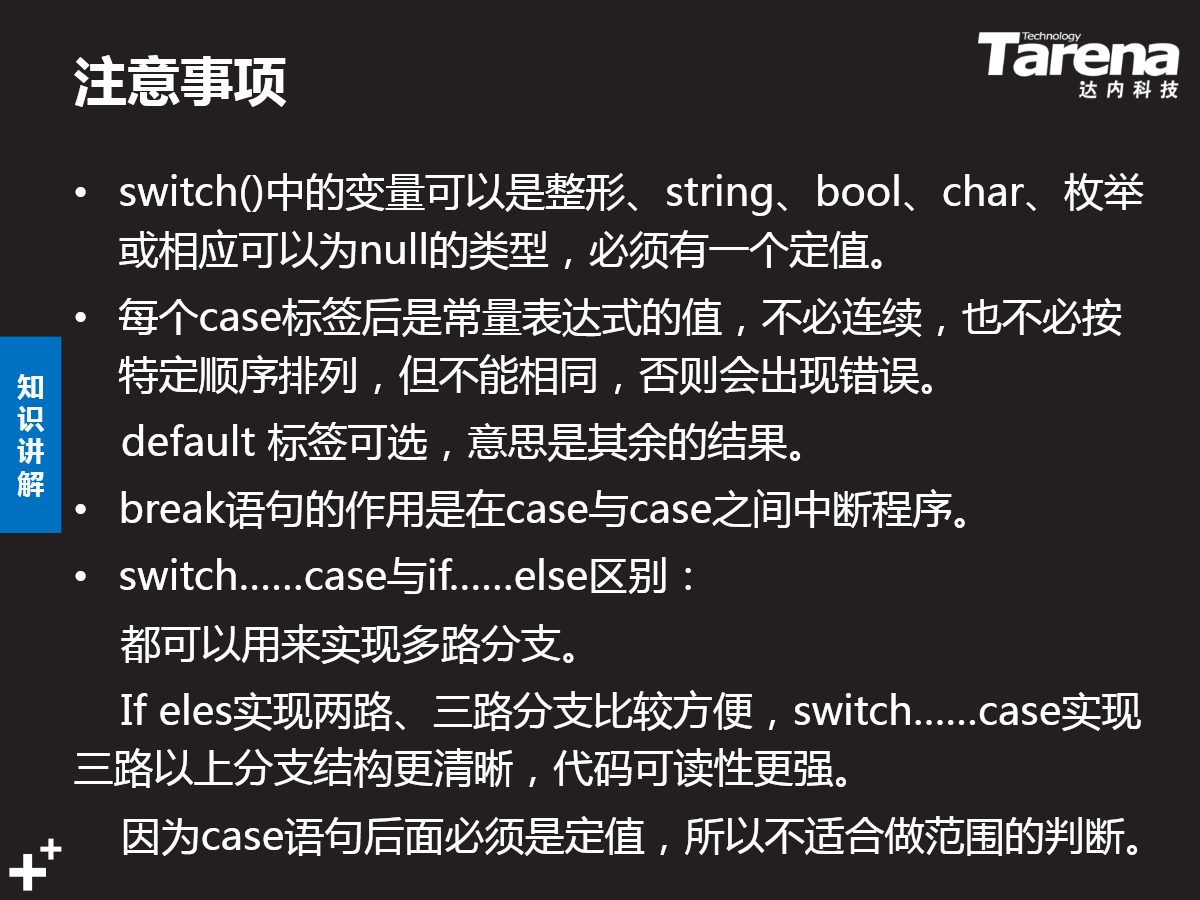 注意事项
Technology
Tarena
达内科技
• switch()中的变量可以是整形、string、bool、char、枚举
或相应可以为null的类型，必须有一个定值。
• 每个case标签后是常量表达式的值，不必连续，也不必按
特定顺序排列，但不能相同，否则会出现错误。
default 标签可选，意思是其余的结果。
• break语句的作用是在case与case之间中断程序。
• switch......case与if......else区别：
都可以用来实现多路分支。
If eles实现两路、三路分支比较方便，switch......case实现
三路以上分支结构更清晰，代码可读性更强。
因为case语句后面必须是定值，所以不适合做范围的判断。
知
识
讲
解